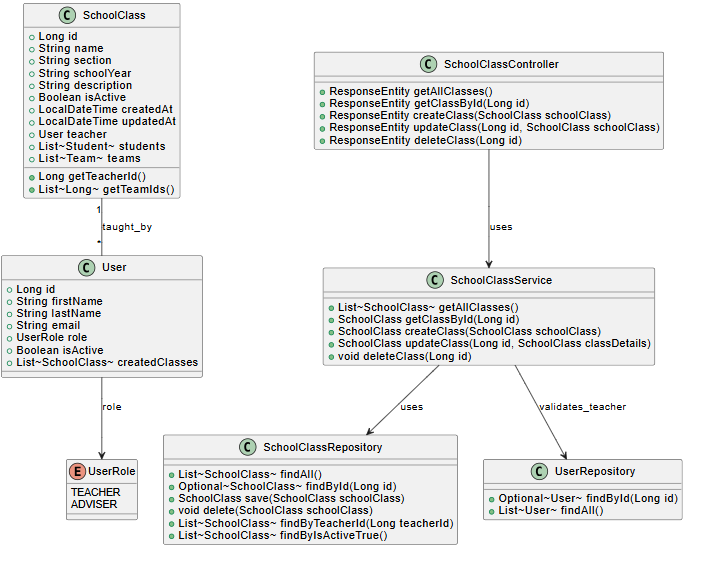 C SchoolClass
Long id
String name
String section
String schoolYear
String description
Boolean isActive
LocalDateTime createdAt
LocalDateTime updatedAt
User teacher
List~Student~ students
List~Team~ teams
Long getTeacherId()
List~Long~ getTeamIds()
1
taught_by
*
C User
Long id
String firstName
String lastName
String email
UserRole role
Boolean isActive
List~SchoolClass~ createdClasses
role
E UserRole
TEACHER
ADVISER
C SchoolClassController
ResponseEntity getAllClasses()
ResponseEntity getClassById(Long id)
ResponseEntity createClass(SchoolClass schoolClass)
ResponseEntity updateClass(Long id, SchoolClass schoolClass)
ResponseEntity deleteClass(Long id)
uses
C SchoolClassService
List~SchoolClass~ getAllClasses()
SchoolClass getClassById(Long id)
SchoolClass createClass(SchoolClass schoolClass)
SchoolClass updateClass(Long id, SchoolClass classDetails)
void deleteClass(Long id)
uses
validates_teacher
C SchoolClassRepository
List~SchoolClass~ findAll()
Optional~SchoolClass~ findById(Long id)
SchoolClass save(SchoolClass schoolClass)
void delete(SchoolClass schoolClass)
List~SchoolClass~ findByTeacherId(Long teacherId)
List~SchoolClass~ findByIsActiveTrue()
C UserRepository
Optional~User~ findById(Long id)
List~User~ findAll()